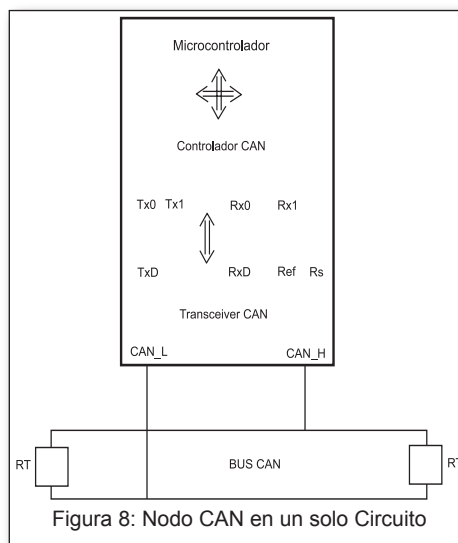 Microcontrolador
Controlador CAN
Tx0 Tx1 Rx0 Rx1
TxD RxD Ref Rs
Transceiver CAN
CAN_L CAN_H
RT BUS CAN RT
Figura 8: Nodo CAN en un solo Circuito